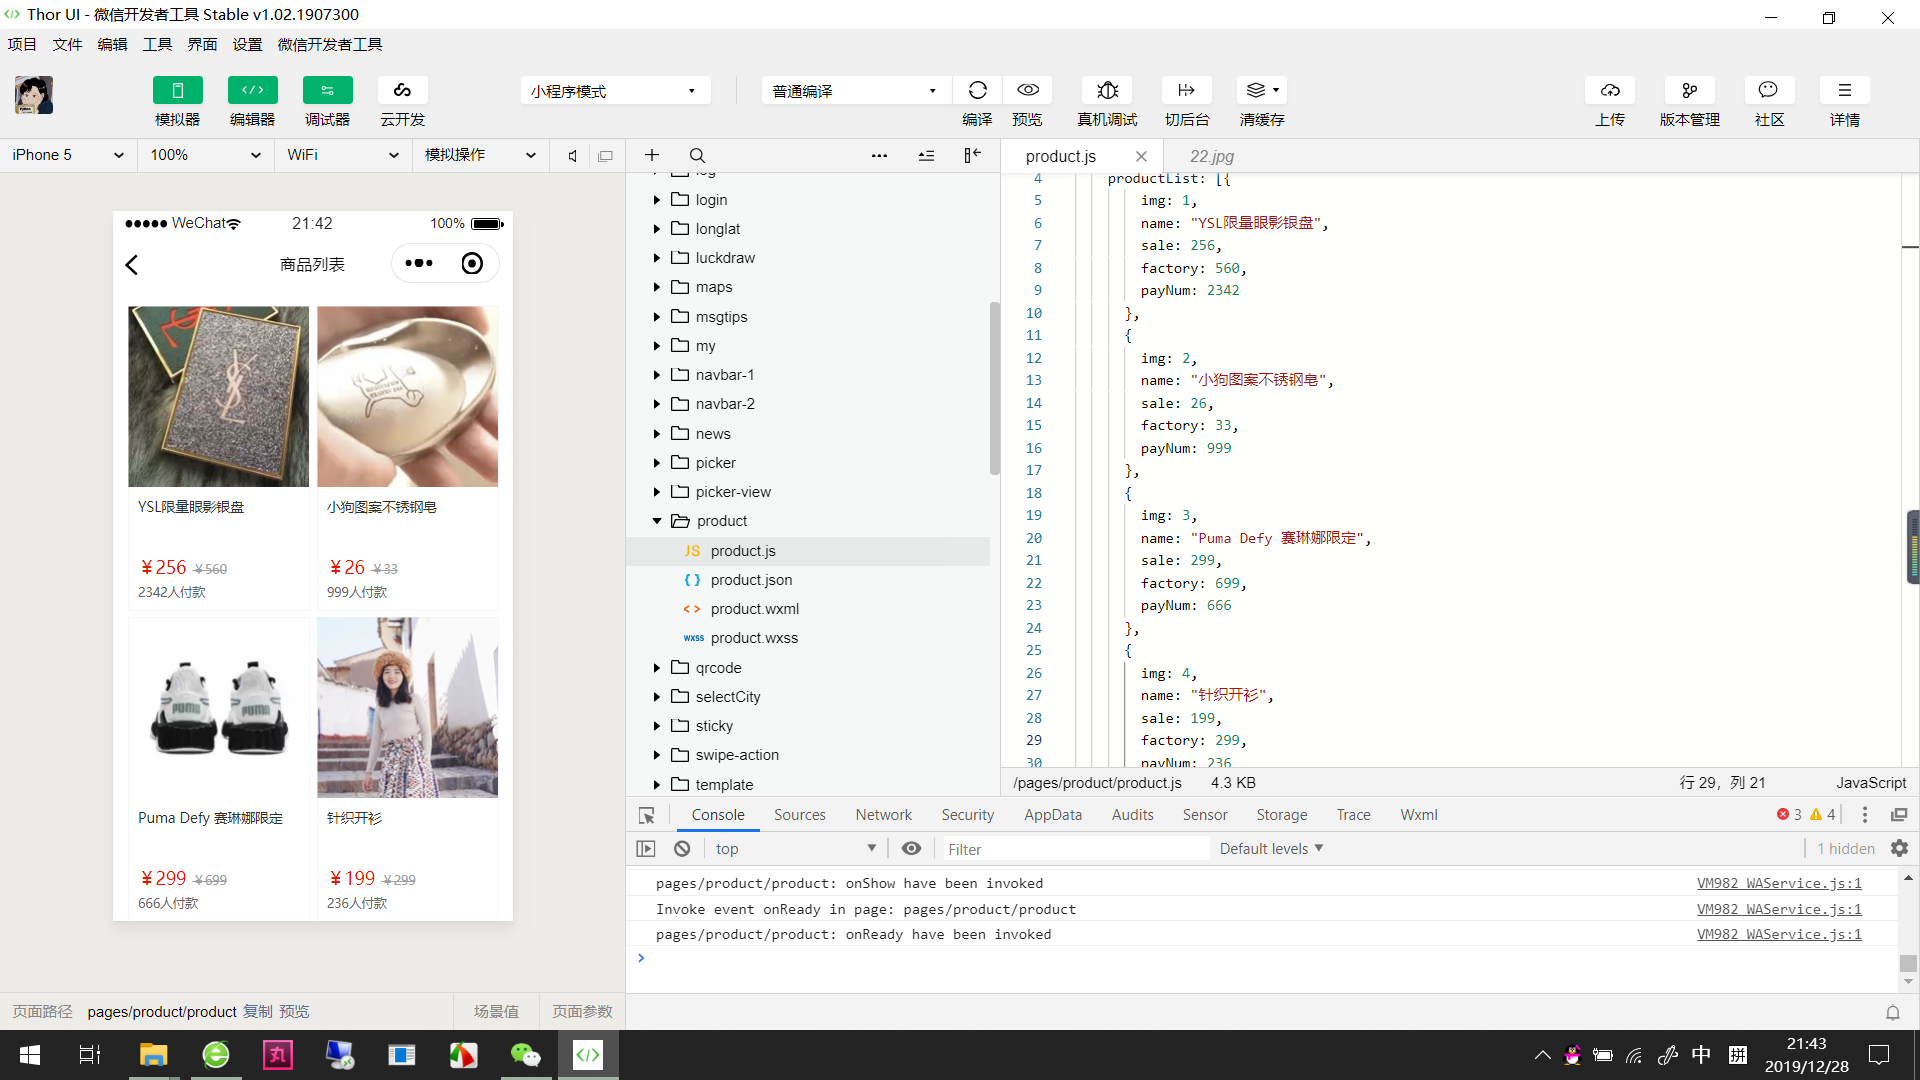 Thor UI - 微信开发者工具 Stable v1.02.1907300
项目 文件 编辑 工具 界面 设置 微信开发者工具
模拟器 编辑器 调试器 云开发
小程序模式
普通编译
编译 预览 真机调试 切后台 清缓存
上传 版本管理 社区 详情
iPhone 5 100% WiFi 模拟操作
WeChat 21:42 100%
商品列表
YSL限量眼影银盘
¥256 ¥560
2342人付款
小狗图案不锈钢皂
¥26 ¥33
999人付款
PUMA PUMA
Puma Defy 赛琳娜限定
¥299 ¥699
666人付款
针织开衫
¥199 ¥299
236人付款
页面路径 pages/product/product 复制 预览 场景值 页面参数
log
login
longlat
luckdraw
maps
msgtips
my
navbar-1
navbar-2
news
picker
picker-view
product
JS product.js
{ } product.json
< > product.wxml
wxss product.wxss
qrcode
selectCity
sticky
swipe-action
template
product.js 22.jpg
4 productList: [{
5 img: 1,
6 name: "YSL限量眼影银盘",
7 sale: 256,
8 factory: 560,
9 payNum: 2342
10 },
11 {
12 img: 2,
13 name: "小狗图案不锈钢皂",
14 sale: 26,
15 factory: 33,
16 payNum: 999
17 },
18 {
19 img: 3,
20 name: "Puma Defy 赛琳娜限定",
21 sale: 299,
22 factory: 699,
23 payNum: 666
24 },
25 {
26 img: 4,
27 name: "针织开衫",
28 sale: 199,
29 factory: 299,
30 payNum: 236
/pages/product/product.js 4.3 KB 行 29，列 21 JavaScript
Console Sources Network Security AppData Audits Sensor Storage Trace Wxml 3 4
top Filter Default levels 1 hidden
pages/product/product: onShow have been invoked VM982 WAService.js:1
Invoke event onReady in page: pages/product/product VM982 WAService.js:1
pages/product/product: onReady have been invoked VM982 WAService.js:1
中 拼 21:43
2019/12/28